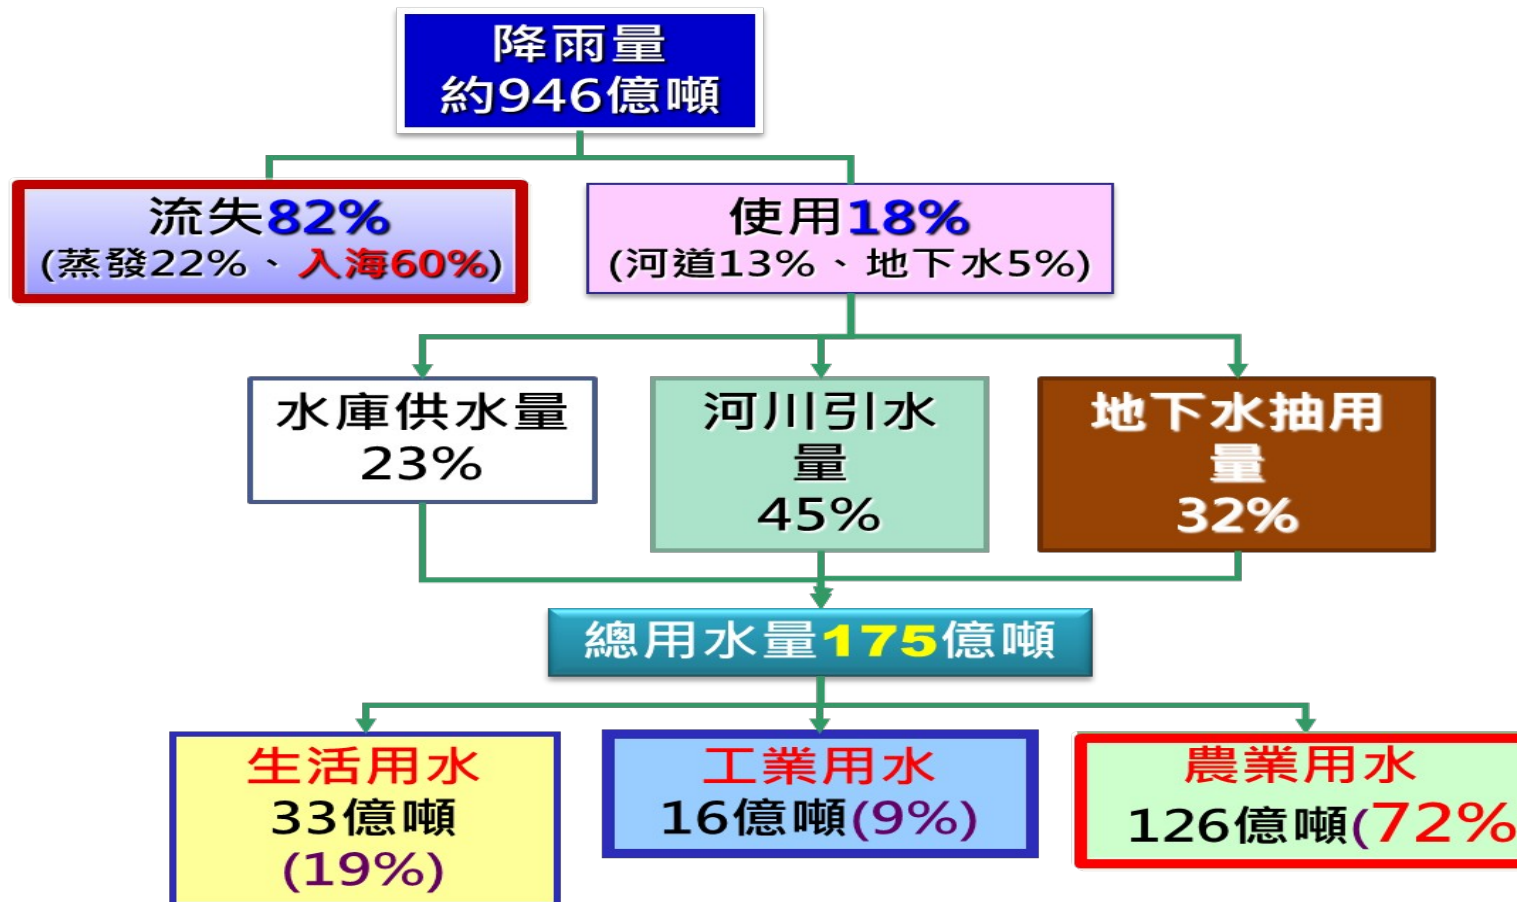 降雨量
約946億噸
流失82%
(蒸發22%、入海60%)
使用18%
(河道13%、地下水5%)
水庫供水量
23%
河川引水
量
45%
地下水抽用
量
32%
總用水量175億噸
生活用水
33億噸
(19%)
工業用水
16億噸(9%)
農業用水
126億噸(72%